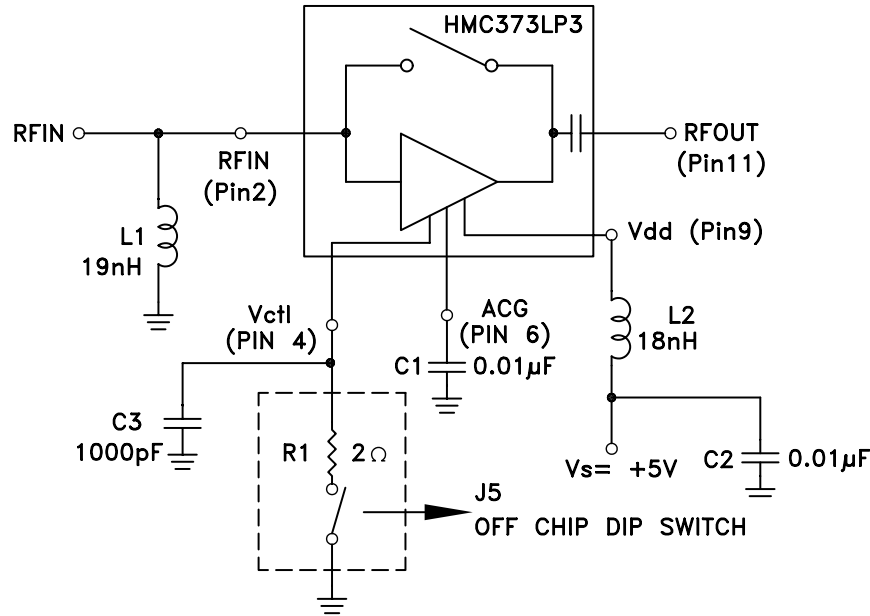 HMC373LP3
RFIN
RFIN
(Pin2)
RFOUT
(Pin11)
L1
19nH
Vdd (Pin9)
Vctl
(PIN 4)
ACG
(PIN 6)
C1 0.01µF
L2
18nH
C3
1000pF
R1 2Ω
Vs= +5V
C2 0.01µF
J5
OFF CHIP DIP SWITCH